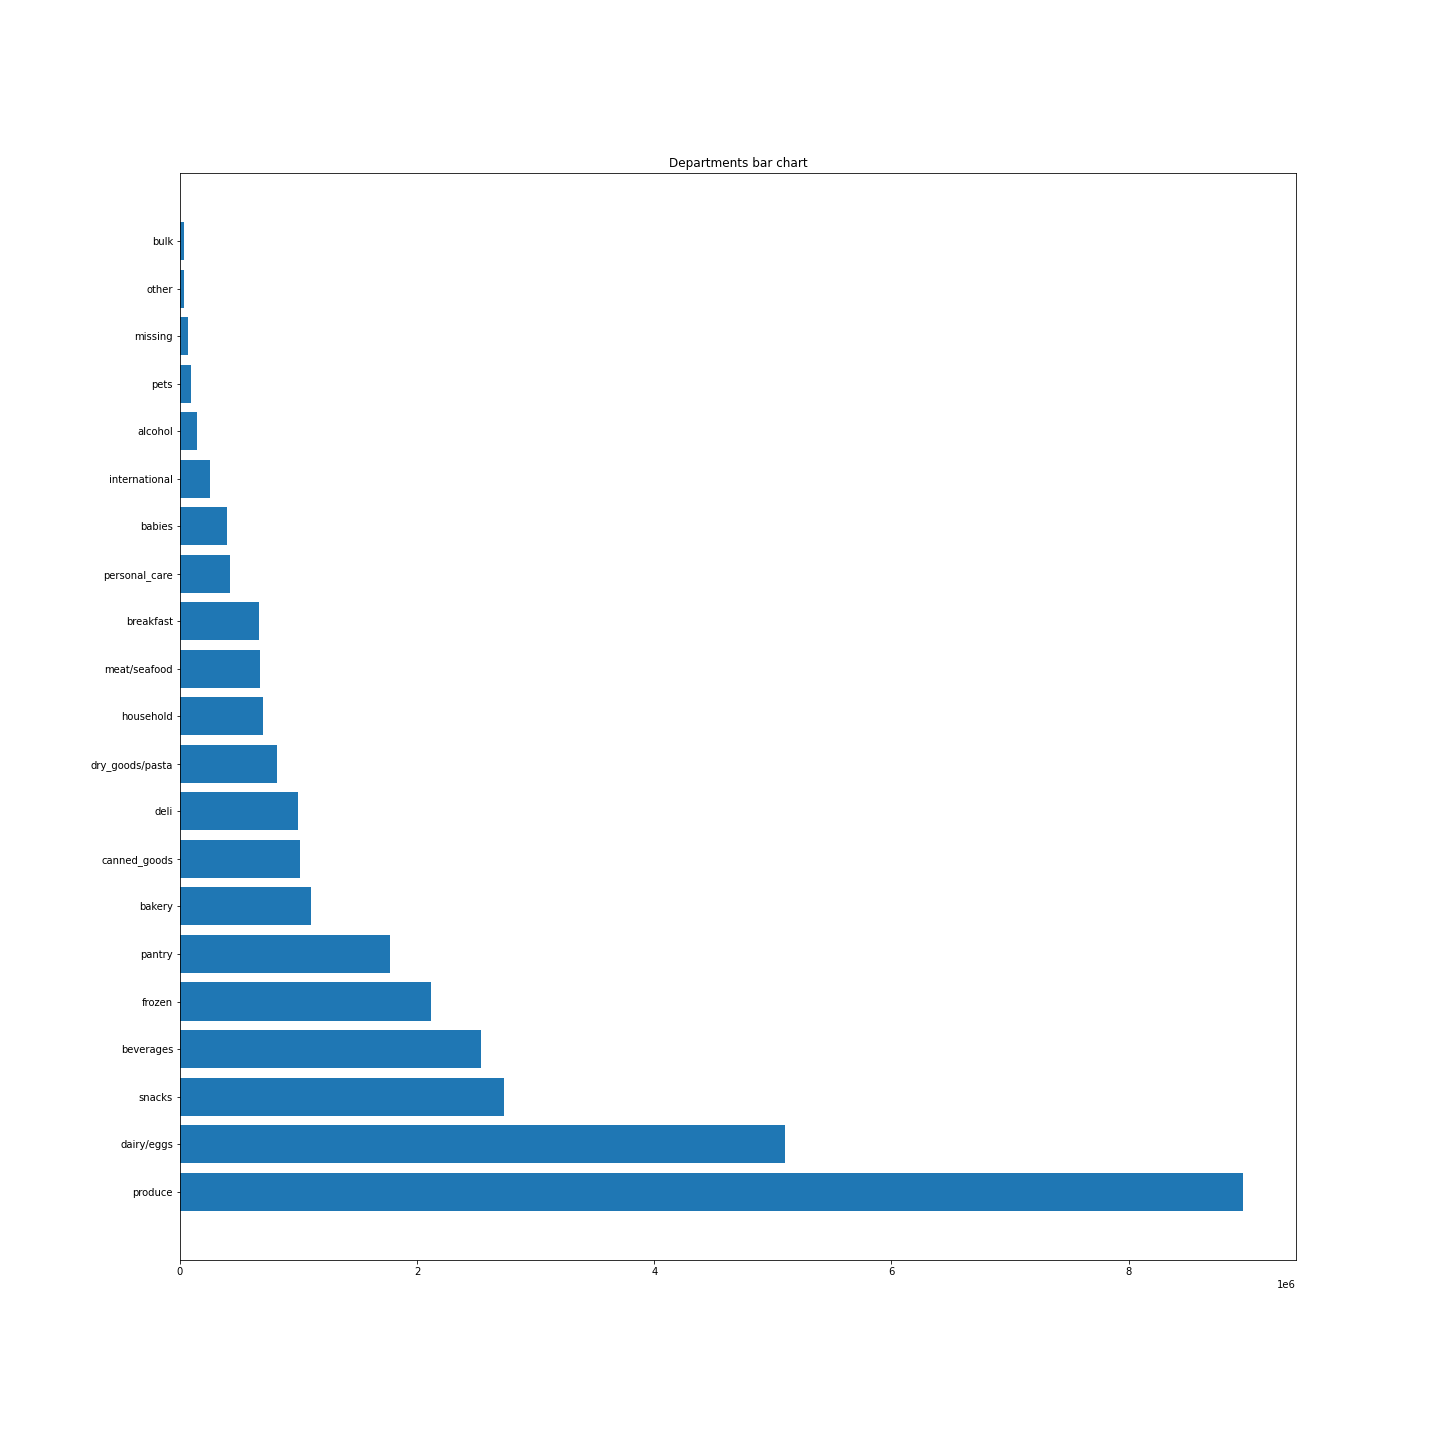 Departments bar chart
bulk
other
missing
pets
alcohol
international
babies
personal_care
breakfast
meat/seafood
household
dry_goods/pasta
deli
canned_goods
bakery
pantry
frozen
beverages
snacks
dairy/eggs
produce
0 2 4 6 8
1e6